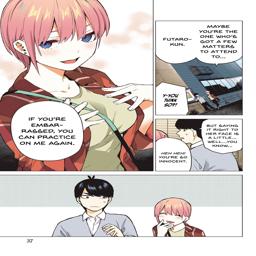 MAYBE
YOU'RE THE
ONE WHO'S
GOT A FEW
MATTERS
TO ATTEND
TO...
FUTARO-
KUN.
IF YOU'RE
EMBAR-
RASSED, YOU
CAN PRACTICE
ON ME AGAIN.
Y-YOU
THINK
SO?!
BUT SAYING
IT RIGHT TO
HER FACE IS
A LITTLE...
WELL...YOU
KNOW...
HEH HEH!
YOU'RE SO
INNOCENT.
37